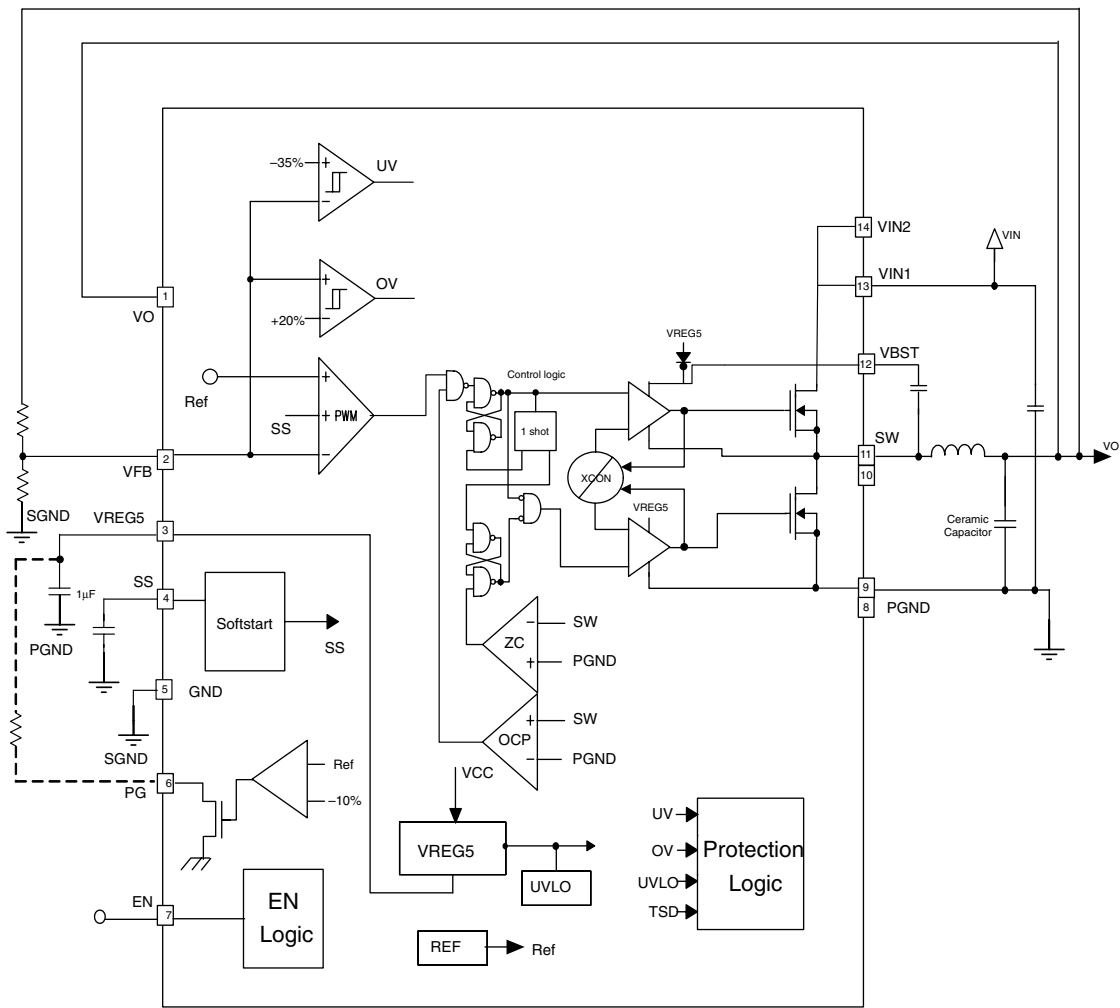 −35%
+
−
UV
+
OV
+20%
−
1
VO
Ref
+
SS
+
PWM
−
2
VFB
SGND
VREG5
3
1μF
PGND
SS
4
Softstart
SS
5
GND
SGND
6
PG
Ref
−10%
EN
7
EN
Logic
Control logic
1 shot
VREG5
XCON
VREG5
ZC
−
SW
+
PGND
OCP
+
SW
−
PGND
VCC
VREG5
UVLO
REF
Ref
UV
OV
UVLO
TSD
Protection
Logic
14
VIN2
13
VIN1
VIN
VBST
12
SW
11
10
VO
Ceramic
Capacitor
9
8
PGND